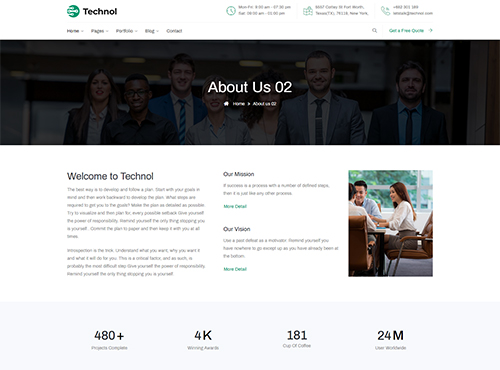 Technol
Mon-Fri: 9.00 am - 07.30 pm
Sat: 09.00 am - 02.00 pm
6602 Cortey St Fort Worth,
Texas(TX), 76118, New York,
+892 301 269
Home
Pages
Portfolio
Blog
Contact
Get a Free Quote
About Us 02
Home
About us 02
Welcome to Technol
The best way is to develop and follow a plan. Start with your goals in
mind and then work backward to develop the plan. What steps are
required to get you to the goals? Make the plan as detailed as possible.
Try to visualize and then plan for, every possible setback Give yourself
the power of responsibility. Remind yourself the only thing stopping you
is yourself . Commit the plan to paper and then keep it with you at all
times.
Introspection is the trick. Understand what you want, why you want it
and what it will do for you. This is a critical factor, and as such, is
probably the most difficult step Give yourself the power of responsibility.
Remind yourself the only thing stopping you is yourself
Our Mission
If success is a process with a number of defined steps,
then it is just like any other process.
More Detail
Our Vision
Use a past defeat as a motivator. Remind yourself you
have nowhere to go except up as you have already been at
the bottom.
More Detail
480+
Projects Complete
4K
Winning Awards
181
Cup Of Coffee
24M
User Worldwide